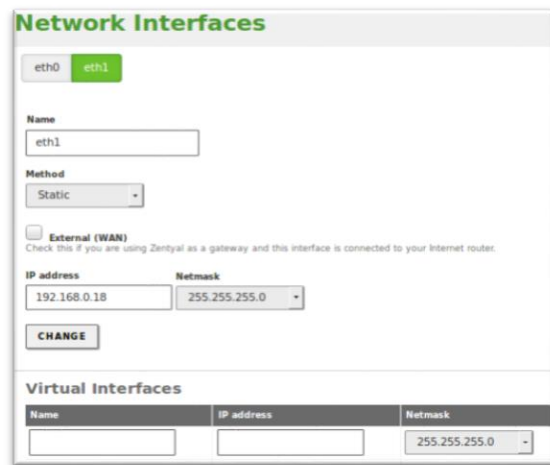 Network Interfaces
eth0 eth1
Name
eth1
Method
Static
External (WAN)
Check this if you are using Zentyal as a gateway and this interface is connected to your Internet router.
IP address Netmask
192.168.0.18 255.255.255.0
CHANGE
Virtual Interfaces
Name IP address Netmask
255.255.255.0